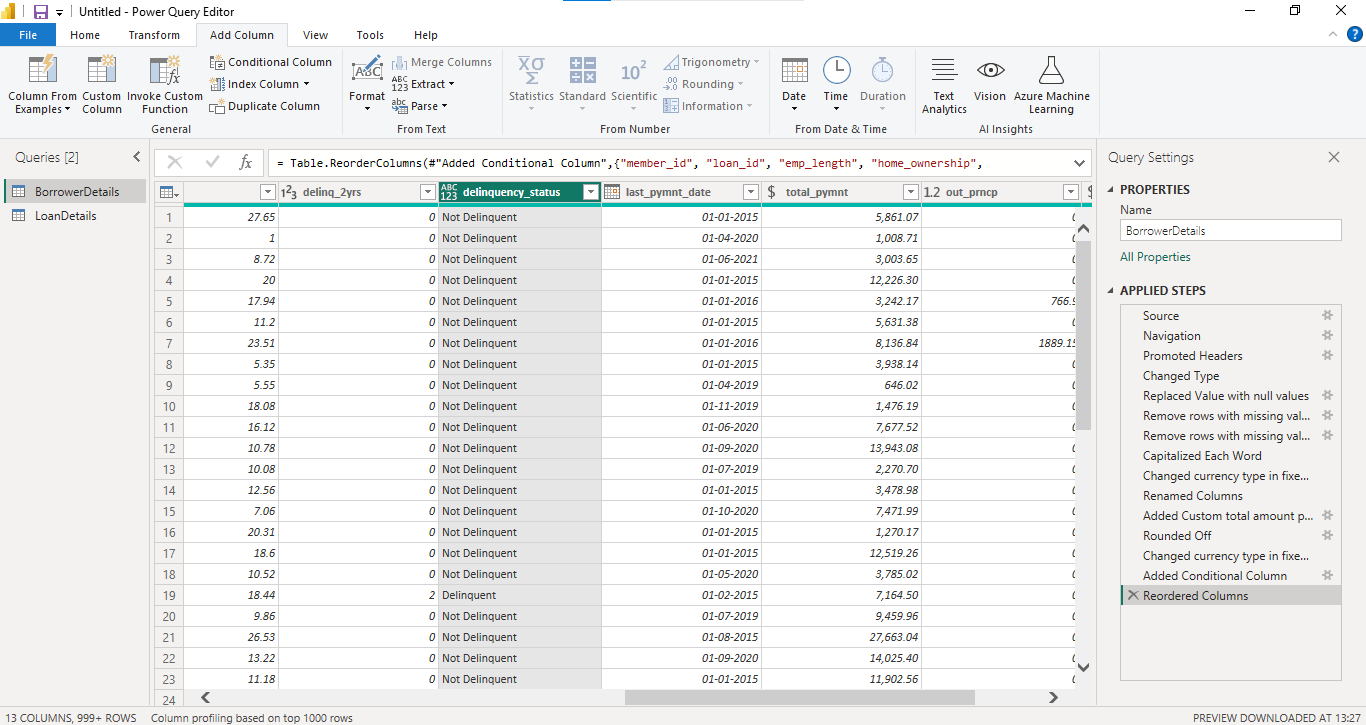 Untitled - Power Query Editor
File Home Transform Add Column View Tools Help
Column From Examples
Custom Column
Invoke Custom Function
Conditional Column
Index Column
Duplicate Column
General
Format
Merge Columns
Extract
Parse
From Text
Statistics
Standard
Scientific
Trigonometry
Rounding
Information
From Number
Date
Time
Duration
From Date & Time
Text Analytics
Vision
Azure Machine Learning
AI Insights
Queries [2]
BorrowerDetails
LoanDetails
= Table.ReorderColumns(#"Added Conditional Column",{"member_id", "loan_id", "emp_length", "home_ownership",
delinq_2yrs delinquency_status last_pymnt_date total_pymnt out_prncp
1 27.65 0 Not Delinquent 01-01-2015 5,861.07
2 1 0 Not Delinquent 01-04-2020 1,008.71
3 8.72 0 Not Delinquent 01-06-2021 3,003.65
4 20 0 Not Delinquent 01-01-2015 12,226.30
5 17.94 0 Not Delinquent 01-01-2016 3,242.17
6 11.2 0 Not Delinquent 01-01-2015 5,631.38
7 23.51 0 Not Delinquent 01-01-2016 8,136.84
8 5.35 0 Not Delinquent 01-01-2015 3,938.14
9 5.55 0 Not Delinquent 01-04-2019 646.02
10 18.08 0 Not Delinquent 01-11-2019 1,476.19
11 16.12 0 Not Delinquent 01-06-2020 7,677.52
12 10.78 0 Not Delinquent 01-09-2020 13,943.08
13 10.08 0 Not Delinquent 01-07-2019 2,270.70
14 12.56 0 Not Delinquent 01-01-2015 3,478.98
15 7.06 0 Not Delinquent 01-10-2020 7,471.99
16 20.31 0 Not Delinquent 01-01-2015 1,270.17
17 18.6 0 Not Delinquent 01-01-2015 12,519.26
18 10.52 0 Not Delinquent 01-05-2020 3,785.02
19 18.44 2 Delinquent 01-02-2015 7,164.50
20 9.86 0 Not Delinquent 01-07-2019 9,459.96
21 26.53 0 Not Delinquent 01-08-2015 27,663.04
22 13.22 0 Not Delinquent 01-09-2020 14,025.40
23 11.18 0 Not Delinquent 01-01-2015 11,902.56
24
Query Settings
PROPERTIES
Name
BorrowerDetails
All Properties
APPLIED STEPS
Source
Navigation
Promoted Headers
Changed Type
Replaced Value with null values
Remove rows with missing val...
Remove rows with missing val...
Capitalized Each Word
Changed currency type in fixe...
Renamed Columns
Added Custom total amount p...
Rounded Off
Changed currency type in fixe...
Added Conditional Column
Reordered Columns
13 COLUMNS, 999+ ROWS Column profiling based on top 1000 rows
PREVIEW DOWNLOADED AT 13:27